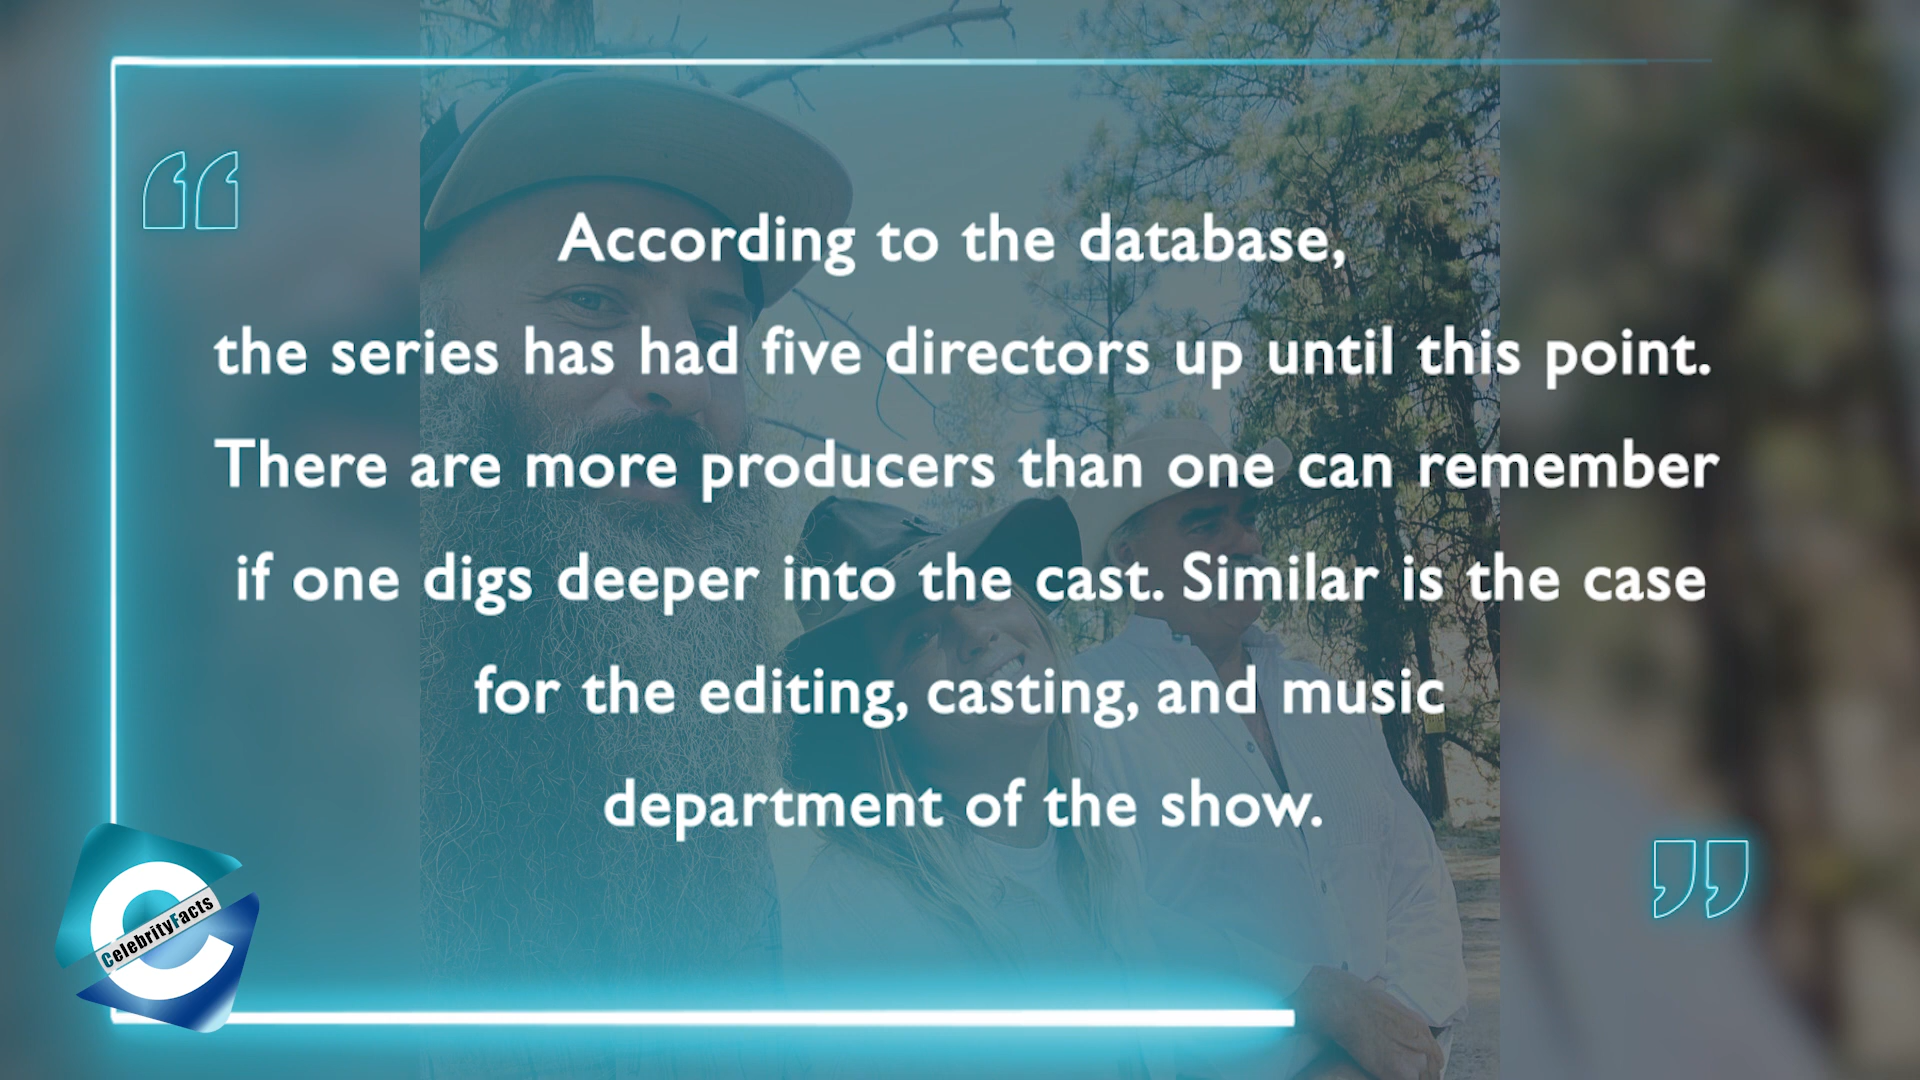 According to the database,
the series has had five directors up until this point.
There are more producers than one can remember
if one digs deeper into the cast. Similar is the case
for the editing, casting, and music
department of the show.
CelebrityFacts